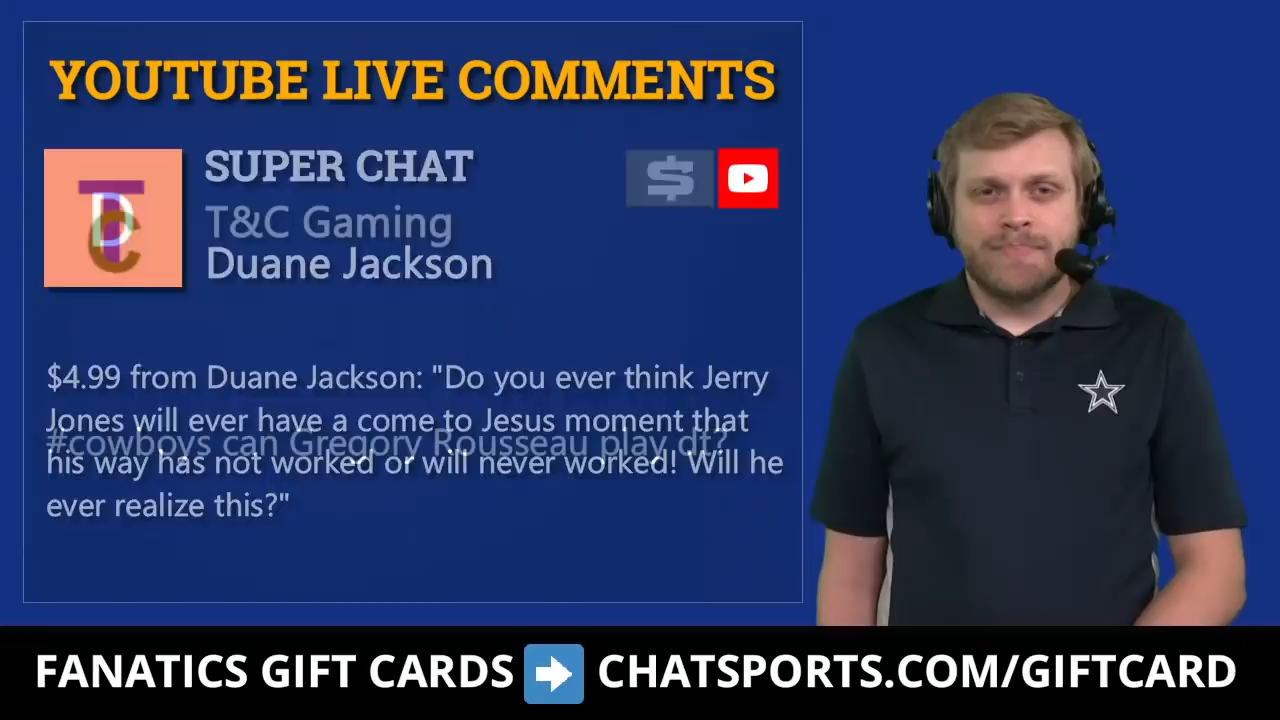 YOUTUBE LIVE COMMENTS
SUPER CHAT
T&C Gaming
Duane Jackson
$4.99 from Duane Jackson: "Do you ever think Jerry
Jones will ever have a come to Jesus moment that
#cowboys can Gregory Rousseau play dt?
his way has not worked or will never worked! Will he
ever realize this?"
FANATICS GIFT CARDS ➡ CHATSPORTS.COM/GIFTCARD